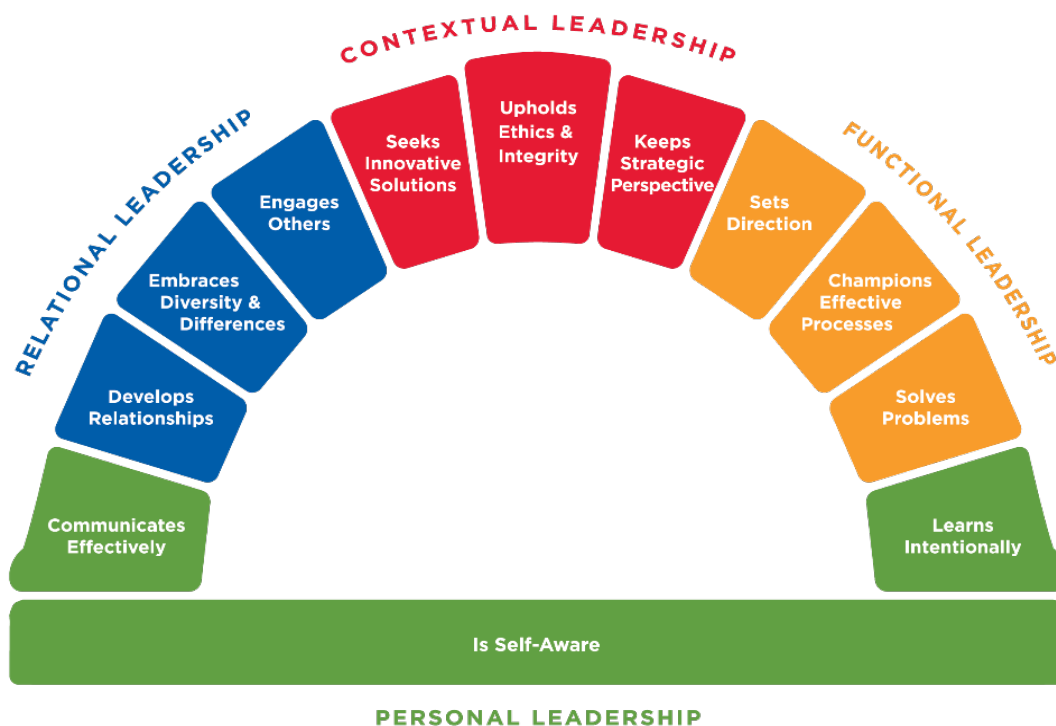 CONTEXTUAL LEADERSHIP
RELATIONAL LEADERSHIP
FUNCTIONAL LEADERSHIP
Upholds
Ethics &
Integrity
Seeks
Innovative
Solutions
Keeps
Strategic
Perspective
Engages
Others
Sets
Direction
Embraces
Diversity &
Differences
Champions
Effective
Processes
Develops
Relationships
Solves
Problems
Communicates
Effectively
Learns
Intentionally
Is Self-Aware
PERSONAL LEADERSHIP